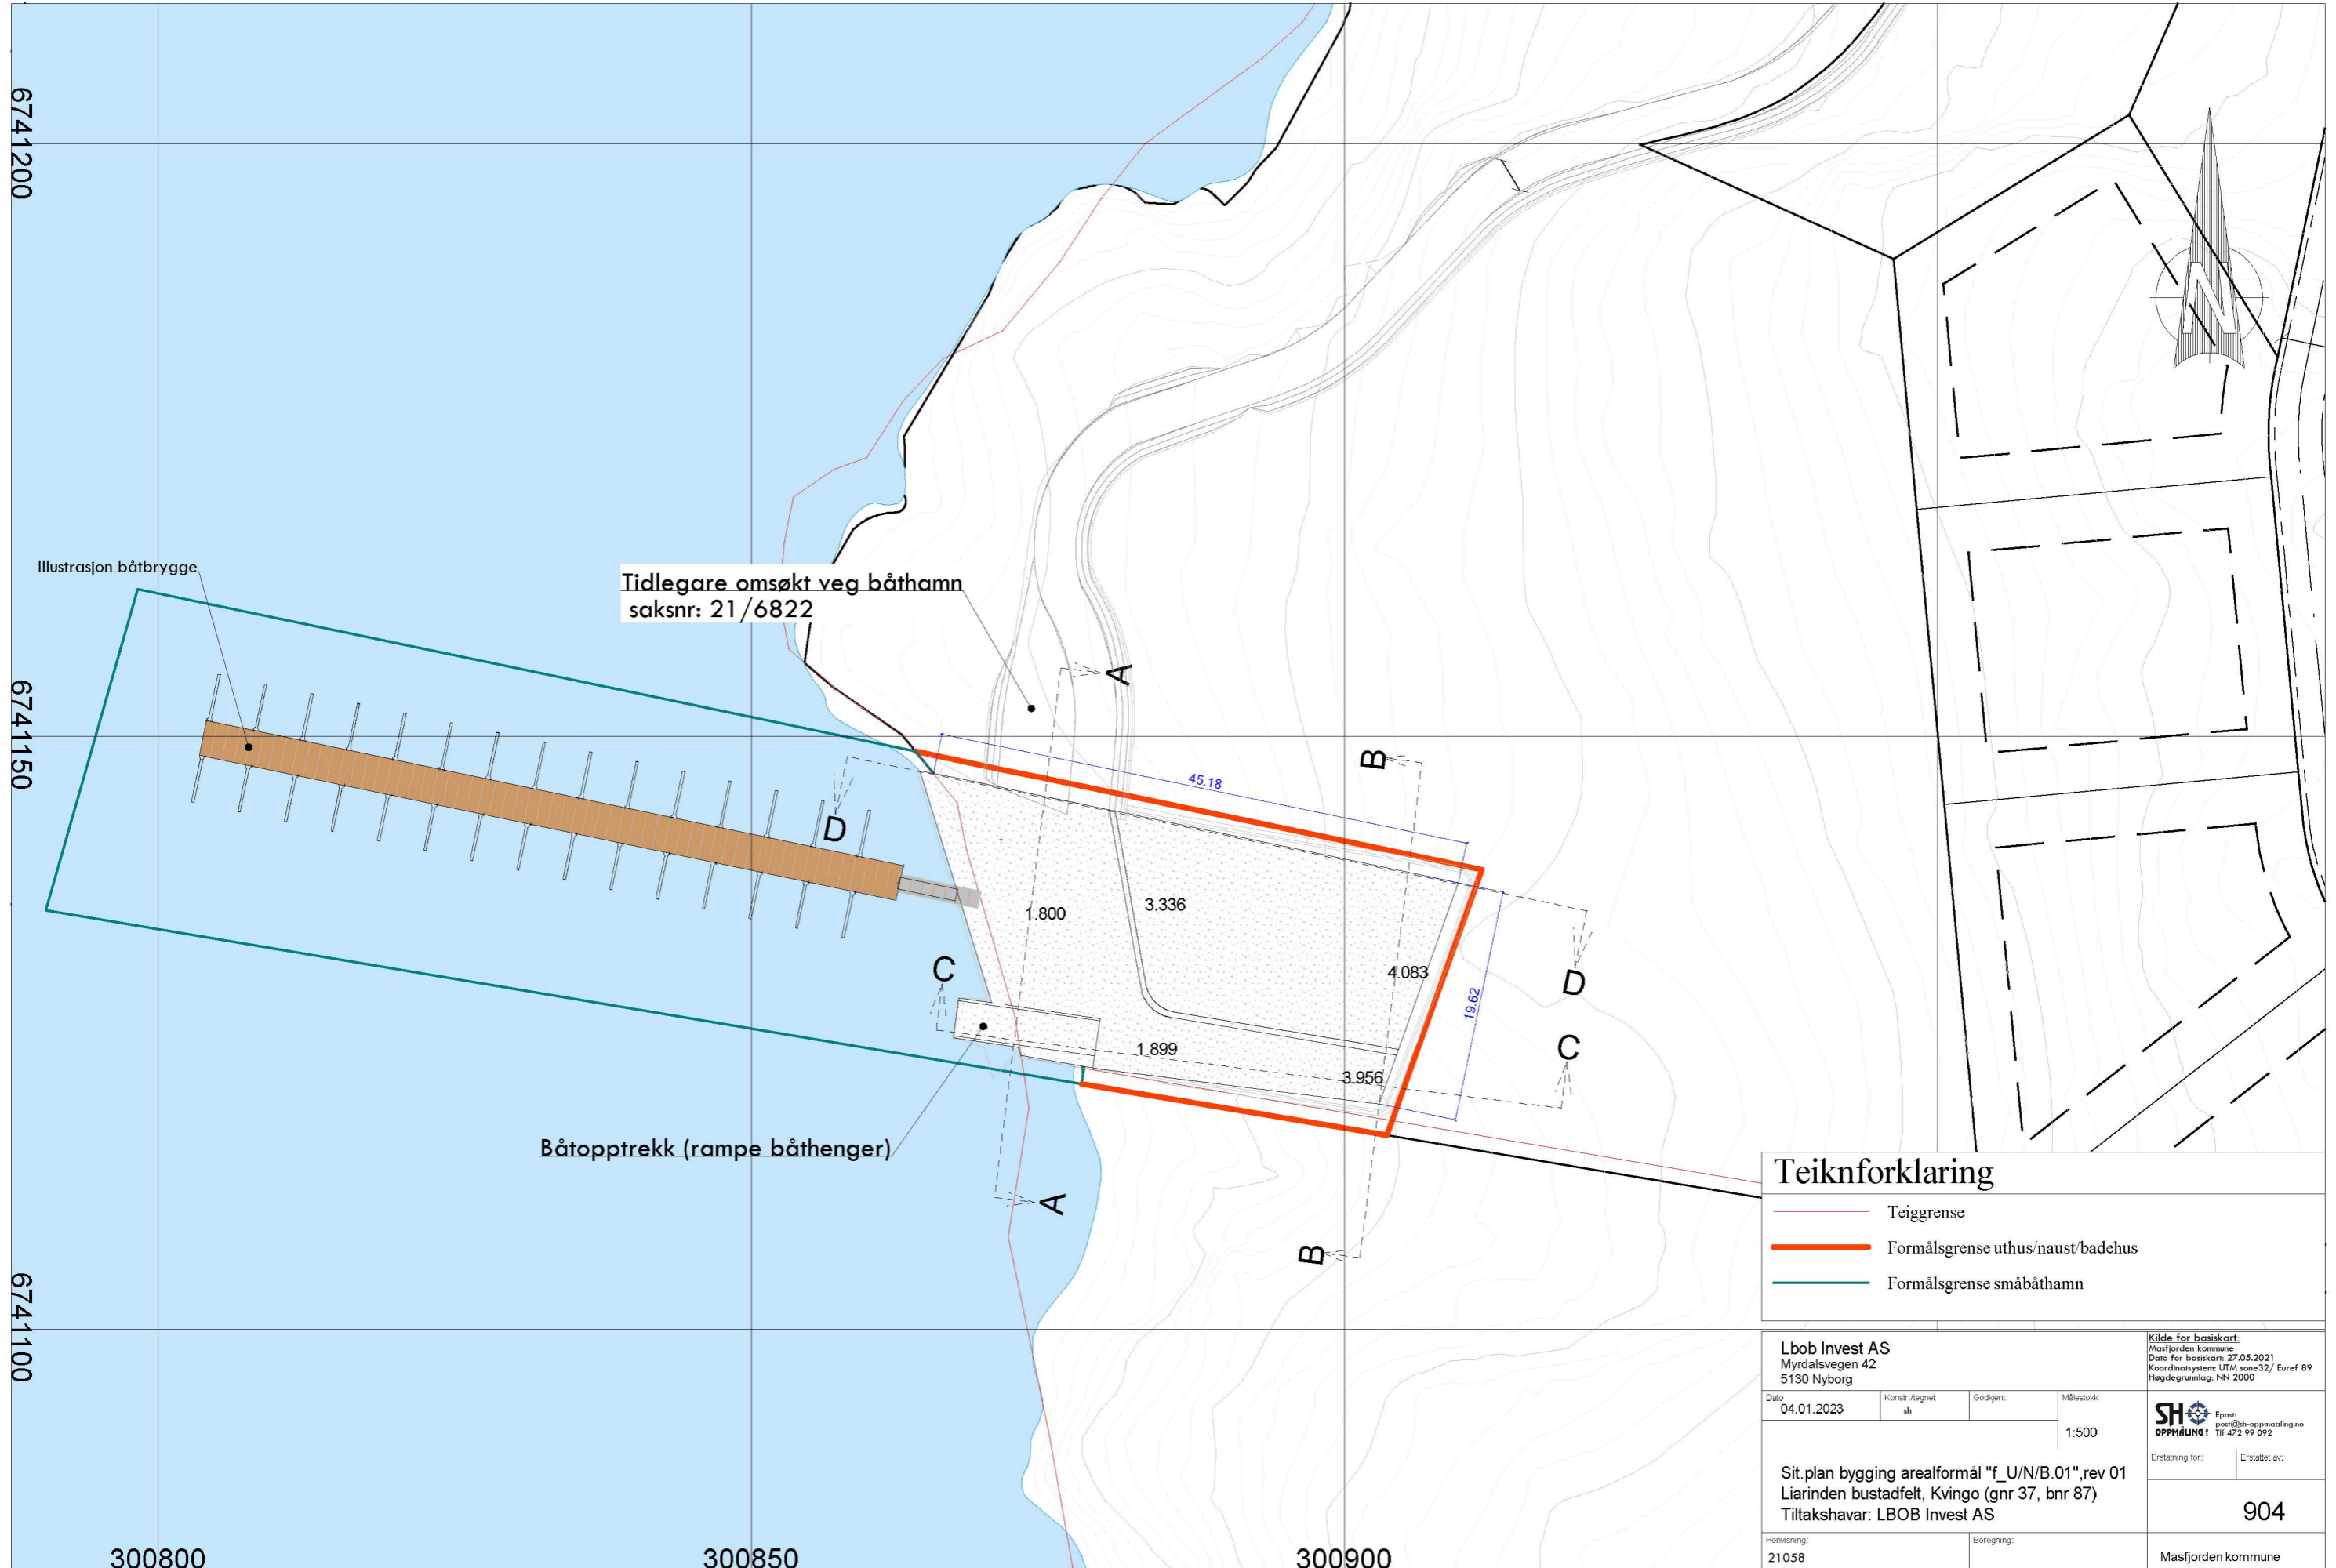 6741200
6741150
6741100
300800
300850
300900
N
Illustrasjon båtbrygge
Tidlegare omsøkt veg båthamn
saksnr: 21/6822
A
B
45.18
D
1.800
3.336
4.083
C
D
19.62
1.899
C
3.956
Båtopptrekk (rampe båthenger)
A
B
Teiknforklaring
Teiggrense
Formålsgrense uthus/naust/badehus
Formålsgrense småbåthamn
Lbob Invest AS
Myrdalsvegen 42
5130 Nyborg
Kilde for basiskart:
Masfjorden kommune
Dato for basiskart: 27.05.2021
Koordinatsystem: UTM sone32/ Euref 89
Høgdegrunnlag: NN 2000
Dato
04.01.2023
Konstr./tegnet
sh
Godkjent
Målestokk
1:500
SH
OPPMÅLING
Epost:
post@sh-oppmaaling.no
Tlf 472 99 092
Sit.plan bygging arealformål "f_U/N/B.01",rev 01
Liarinden bustadfelt, Kvingo (gnr 37, bnr 87)
Tiltakshavar: LBOB Invest AS
Erstatning for:
Erstattet av:
904
Henvisning:
21058
Beregning:
Masfjorden kommune